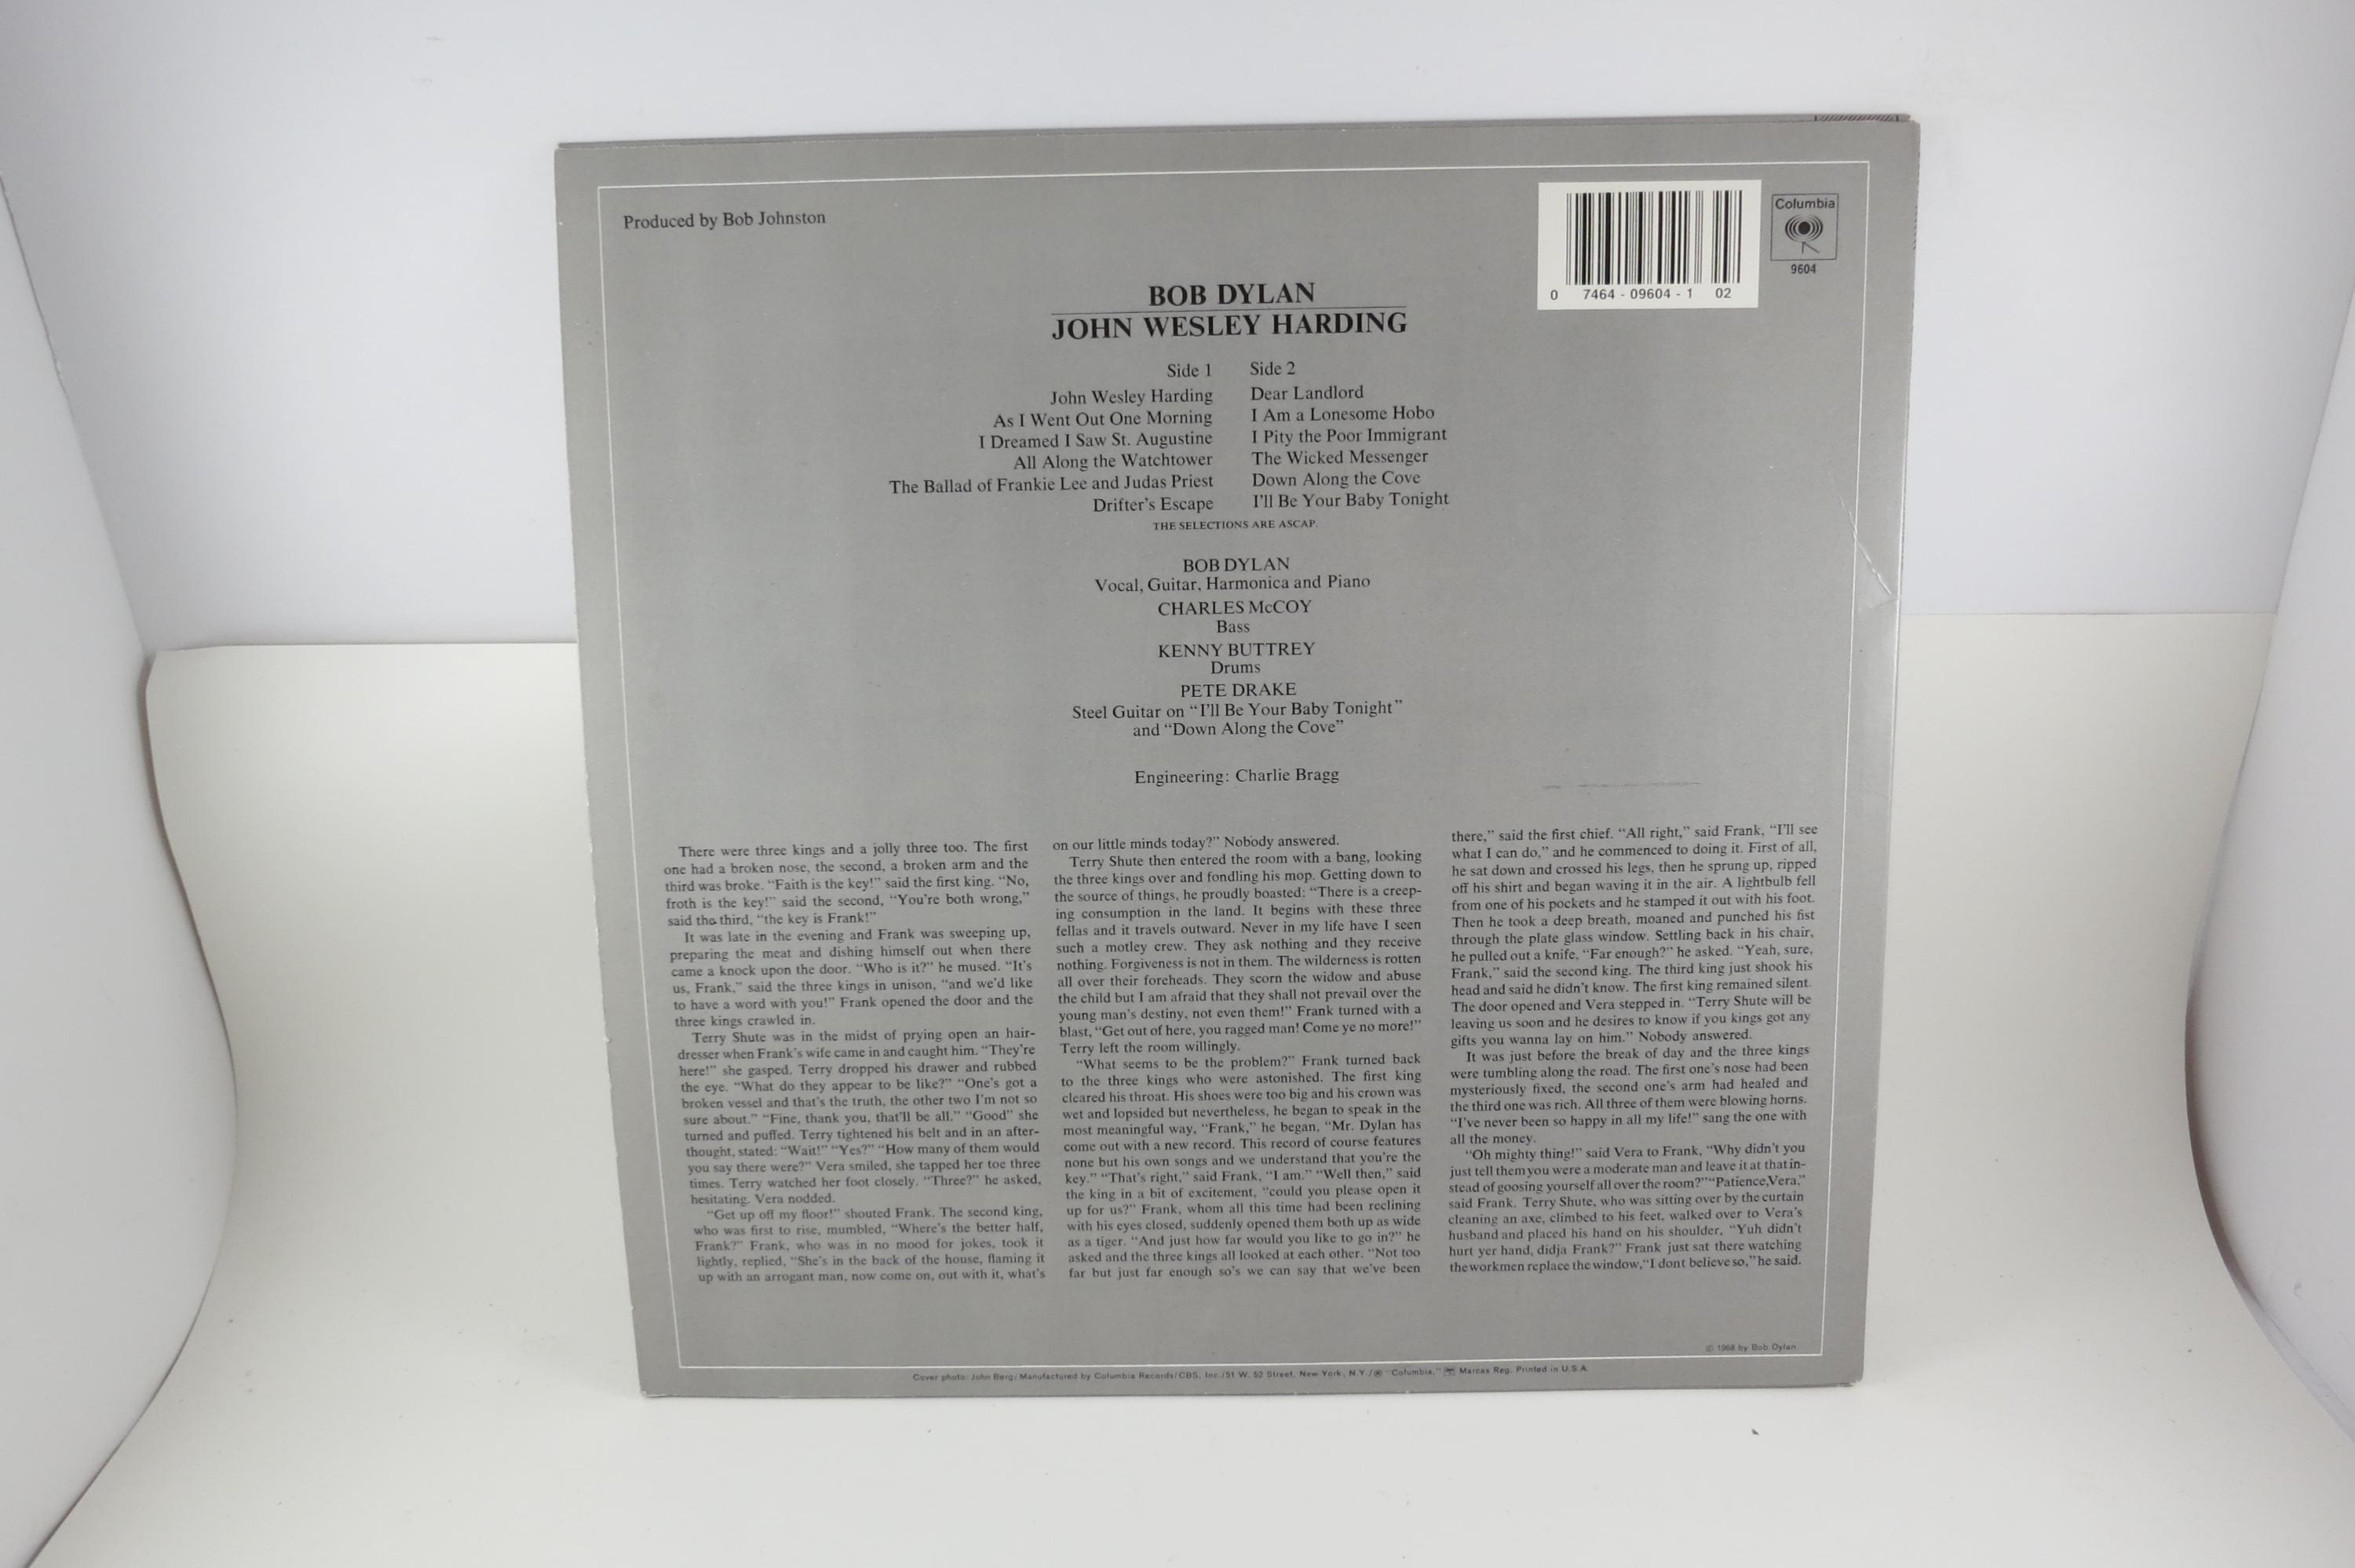 Produced by Bob Johnston
Columbia
9604
0 7464 - 09604 - 1 02
BOB DYLAN
JOHN WESLEY HARDING
Side 1
John Wesley Harding
As I Went Out One Morning
I Dreamed I Saw St. Augustine
All Along the Watchtower
The Ballad of Frankie Lee and Judas Priest
Drifter's Escape
Side 2
Dear Landlord
I Am a Lonesome Hobo
I Pity the Poor Immigrant
The Wicked Messenger
Down Along the Cove
I'll Be Your Baby Tonight
THE SELECTIONS ARE ASCAP.
BOB DYLAN
Vocal, Guitar, Harmonica and Piano
CHARLES McCOY
Bass
KENNY BUTTREY
Drums
PETE DRAKE
Steel Guitar on “I'll Be Your Baby Tonight”
and “Down Along the Cove”
Engineering: Charlie Bragg
There were three kings and a jolly three too. The first
one had a broken nose, the second, a broken arm and the
third was broke. “Faith is the key!” said the first king. “No,
froth is the key!” said the second, “You're both wrong,”
said the third, “the key is Frank!”
It was late in the evening and Frank was sweeping up,
preparing the meat and dishing himself out when there
came a knock upon the door. “Who is it?” he mused. “It's
us, Frank,” said the three kings in unison, “and we'd like
to have a word with you!” Frank opened the door and the
three kings crawled in.
Terry Shute was in the midst of prying open an hair-
dresser when Frank's wife came in and caught him. “They're
here!” she gasped. Terry dropped his drawer and rubbed
the eye. “What do they appear to be like?” “One's got a
broken vessel and that's the truth, the other two I'm not so
sure about.” “Fine, thank you, that'll be all.” “Good” she
turned and puffed. Terry tightened his belt and in an after-
thought, stated: “Wait!” “Yes?” “How many of them would
you say there were?” Vera smiled, she tapped her toe three
times. Terry watched her foot closely. “Three?” he asked,
hesitating. Vera nodded.
“Get up off my floor!” shouted Frank. The second king,
who was first to rise, mumbled, “Where's the better half,
Frank?” Frank, who was in no mood for jokes, took it
lightly, replied, “She's in the back of the house, flaming it
up with an arrogant man, now come on, out with it, what's
on our little minds today?” Nobody answered.
Terry Shute then entered the room with a bang, looking
the three kings over and fondling his mop. Getting down to
the source of things, he proudly boasted: “There is a creep-
ing consumption in the land. It begins with these three
fellas and it travels outward. Never in my life have I seen
such a motley crew. They ask nothing and they receive
nothing. Forgiveness is not in them. The wilderness is rotten
all over their foreheads. They scorn the widow and abuse
the child but I am afraid that they shall not prevail over the
young man's destiny, not even them!” Frank turned with a
blast, “Get out of here, you ragged man! Come ye no more!”
Terry left the room willingly.
“What seems to be the problem?” Frank turned back
to the three kings who were astonished. The first king
cleared his throat. His shoes were too big and his crown was
wet and lopsided but nevertheless, he began to speak in the
most meaningful way, “Frank,” he began, “Mr. Dylan has
come out with a new record. This record of course features
none but his own songs and we understand that you're the
key.” “That's right,” said Frank, “I am.” “Well then,” said
the king in a bit of excitement, “could you please open it
up for us?” Frank, whom all this time had been reclining
with his eyes closed, suddenly opened them both up as wide
as a tiger. “And just how far would you like to go in?” he
asked and the three kings all looked at each other. “Not too
far but just far enough so's we can say that we've been
there,” said the first chief. “All right,” said Frank, “I'll see
what I can do,” and he commenced to doing it. First of all,
he sat down and crossed his legs, then he sprung up, ripped
off his shirt and began waving it in the air. A lightbulb fell
from one of his pockets and he stamped it out with his foot.
Then he took a deep breath, moaned and punched his fist
through the plate glass window. Settling back in his chair,
he pulled out a knife, “Far enough?” he asked. “Yeah, sure,
Frank,” said the second king. The third king just shook his
head and said he didn't know. The first king remained silent.
The door opened and Vera stepped in. “Terry Shute will be
leaving us soon and he desires to know if you kings got any
gifts you wanna lay on him.” Nobody answered.
It was just before the break of day and the three kings
were tumbling along the road. The first one's nose had been
mysteriously fixed, the second one's arm had healed and
the third one was rich. All three of them were blowing horns.
“I've never been so happy in all my life!” sang the one with
all the money.
“Oh mighty thing!” said Vera to Frank, “Why didn't you
just tell them you were a moderate man and leave it at that in-
stead of goosing yourself all over the room?” “Patience, Vera,”
said Frank. Terry Shute, who was sitting over by the curtain
cleaning an axe, climbed to his feet, walked over to Vera's
husband and placed his hand on his shoulder, “Yuh didn't
hurt yer hand, didja Frank?” Frank just sat there watching
the workmen replace the window, “I dont believe so,” he said.
© 1968 by Bob Dylan
Cover photo: John Berg/Manufactured by Columbia Records/CBS, Inc./51 W. 52 Street, New York, N.Y./® “Columbia,” Marcas Reg. Printed in U.S.A.